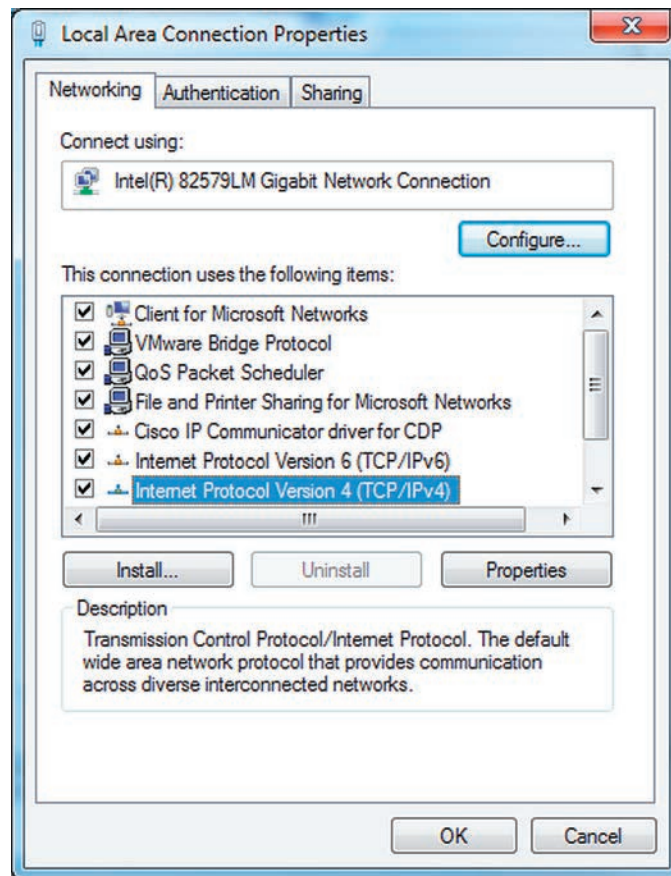 Local Area Connection Properties
Networking
Authentication
Sharing
Connect using:
Intel(R) 82579LM Gigabit Network Connection
Configure...
This connection uses the following items:
Client for Microsoft Networks
VMware Bridge Protocol
QoS Packet Scheduler
File and Printer Sharing for Microsoft Networks
Cisco IP Communicator driver for CDP
Internet Protocol Version 6 (TCP/IPv6)
Internet Protocol Version 4 (TCP/IPv4)
Install...
Uninstall
Properties
Description
Transmission Control Protocol/Internet Protocol. The default
wide area network protocol that provides communication
across diverse interconnected networks.
OK
Cancel